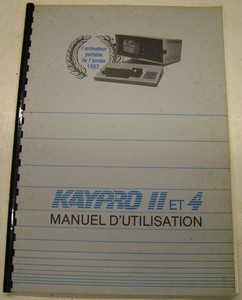 l'ordinateur
portable
de l'année
1983
KAYPRO II ET 4
MANUEL D'UTILISATION